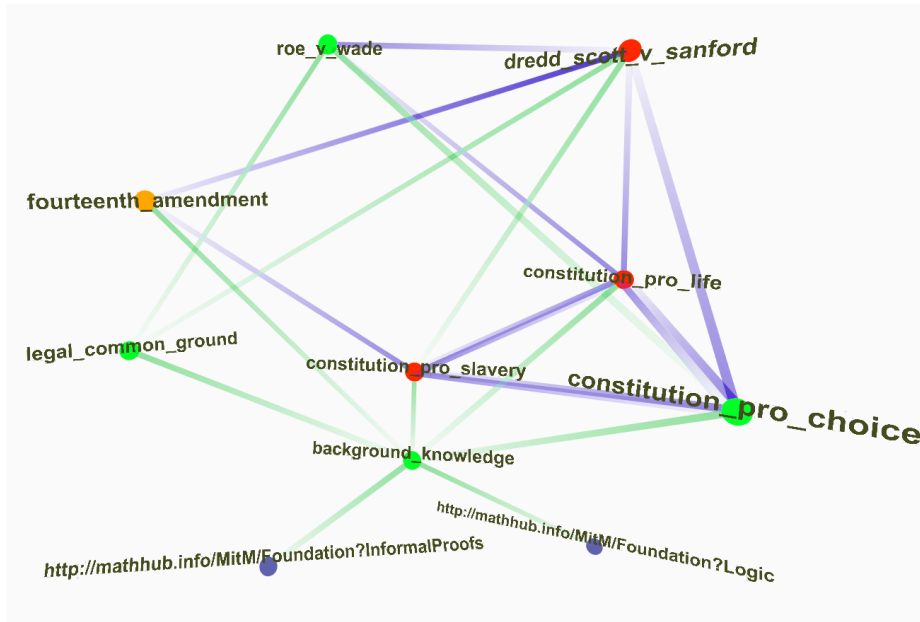 roe_v_wade
dredd_scott_v_sanford
fourteenth_amendment
constitution_pro_life
legal_common_ground
constitution_pro_slavery
constitution_pro_choice
background_knowledge
http://mathhub.info/MitM/Foundation?Logic
http://mathhub.info/MitM/Foundation?InformalProofs